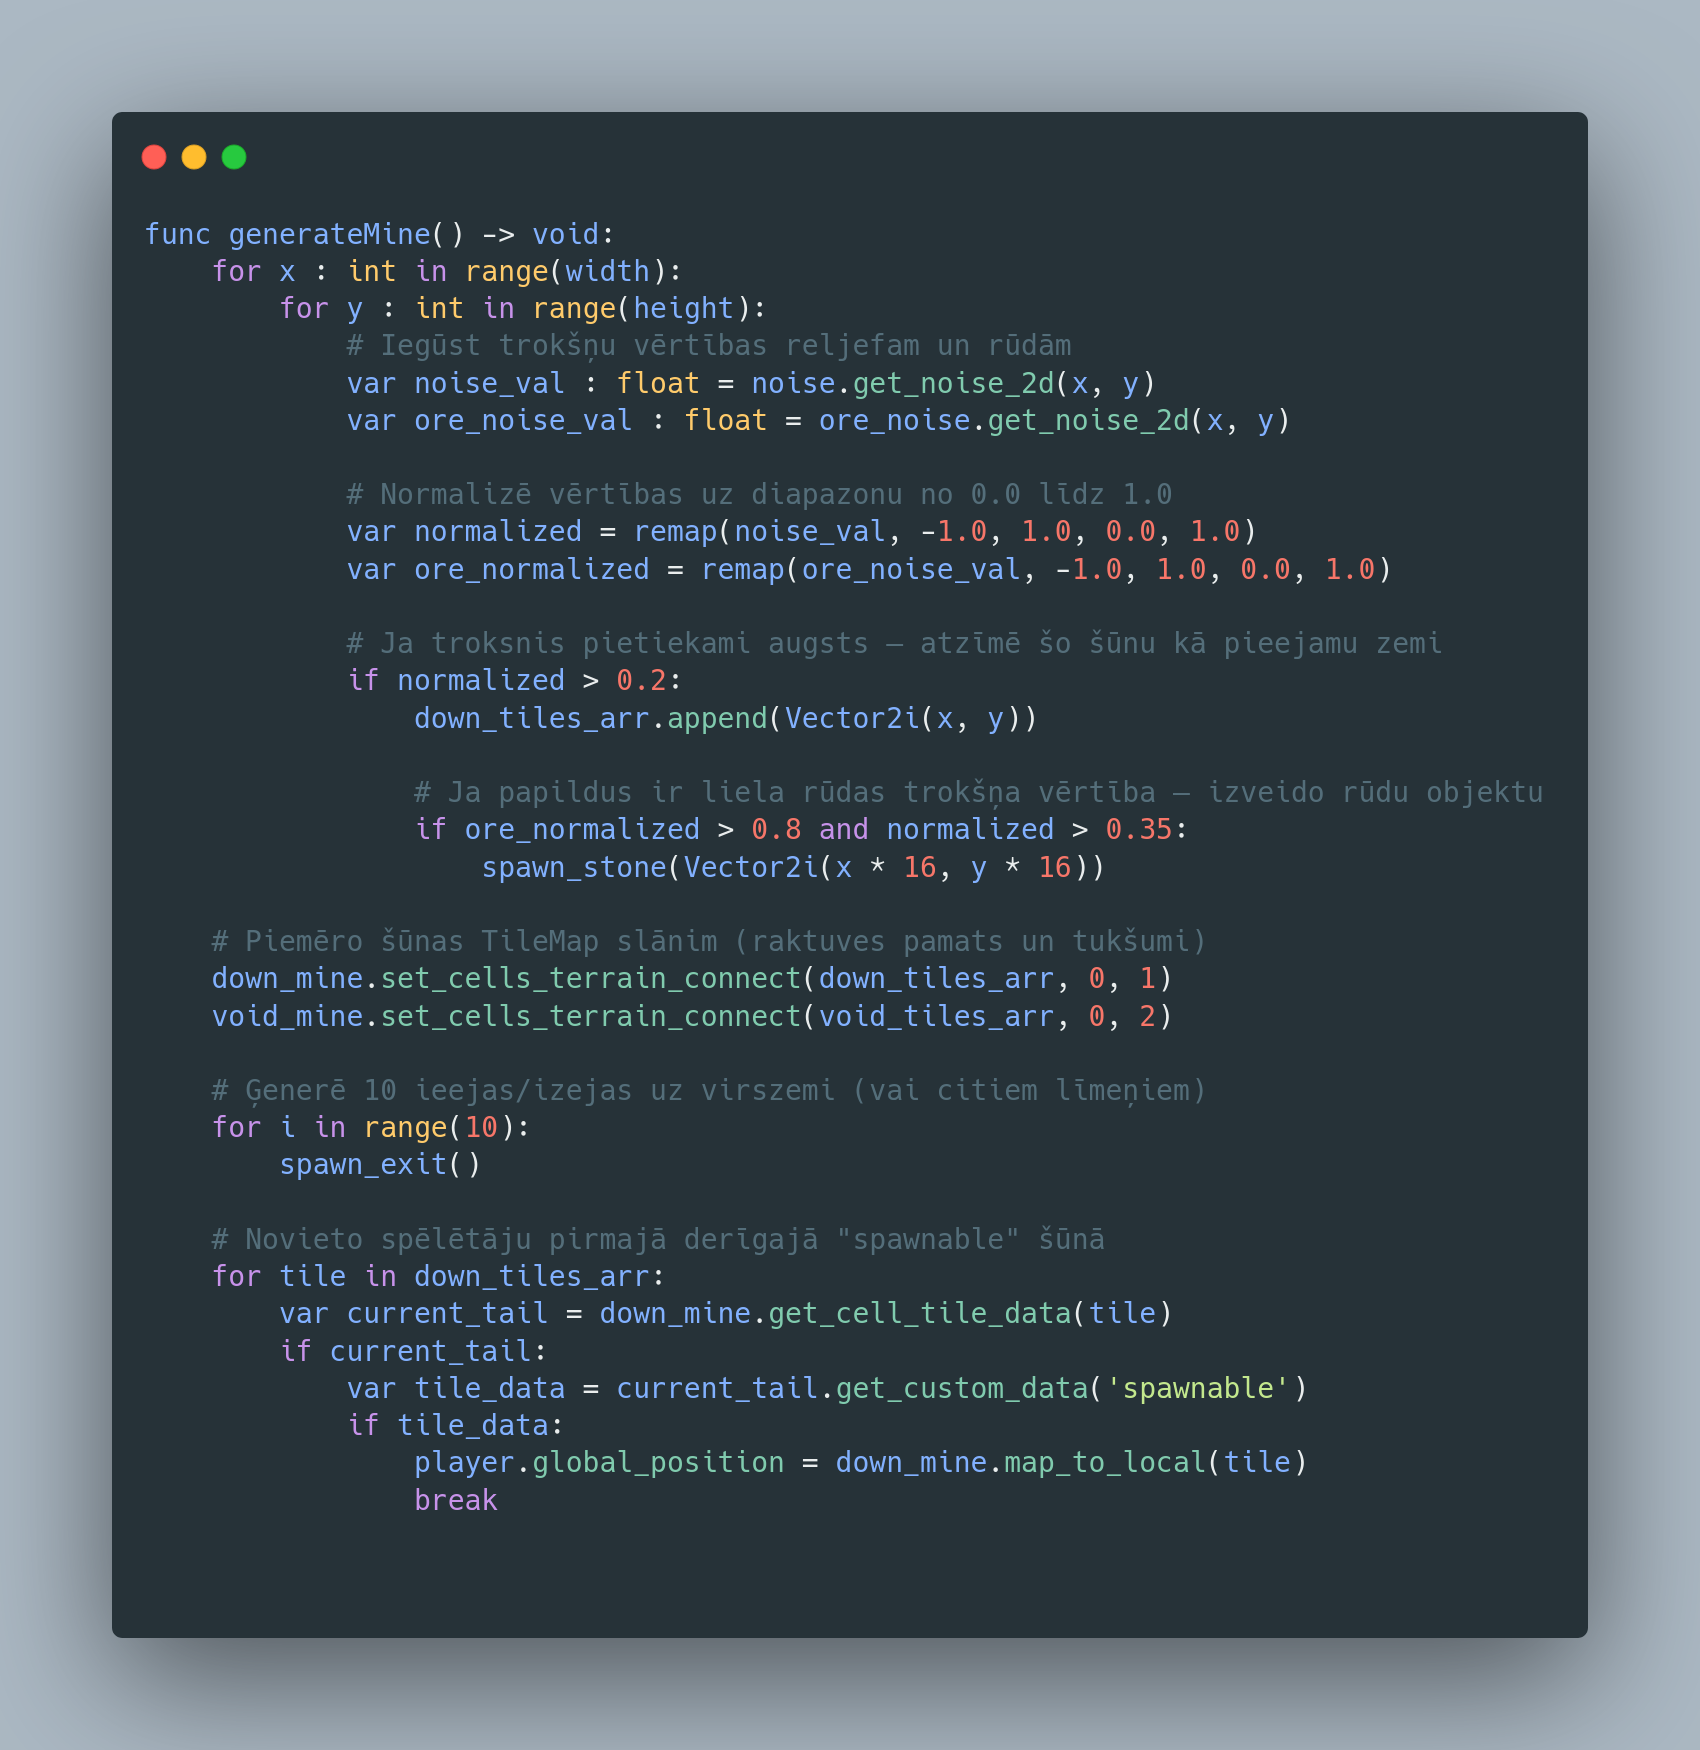 func generateMine() -> void:
    for x : int in range(width):
        for y : int in range(height):
            # Iegūst trokšņu vērtības reljefam un rūdām
            var noise_val : float = noise.get_noise_2d(x, y)
            var ore_noise_val : float = ore_noise.get_noise_2d(x, y)

            # Normalizē vērtības uz diapazonu no 0.0 līdz 1.0
            var normalized = remap(noise_val, -1.0, 1.0, 0.0, 1.0)
            var ore_normalized = remap(ore_noise_val, -1.0, 1.0, 0.0, 1.0)

            # Ja troksnis pietiekami augsts — atzīmē šo šūnu kā pieejamu zemi
            if normalized > 0.2:
                down_tiles_arr.append(Vector2i(x, y))

                # Ja papildus ir liela rūdas trokšņa vērtība — izveido rūdu objektu
                if ore_normalized > 0.8 and normalized > 0.35:
                    spawn_stone(Vector2i(x * 16, y * 16))

    # Piemēro šūnas TileMap slānim (raktuves pamats un tukšumi)
    down_mine.set_cells_terrain_connect(down_tiles_arr, 0, 1)
    void_mine.set_cells_terrain_connect(void_tiles_arr, 0, 2)

    # Ģenerē 10 ieejas/izejas uz virszemi (vai citiem līmeņiem)
    for i in range(10):
        spawn_exit()

    # Novieto spēlētāju pirmajā derīgajā "spawnable" šūnā
    for tile in down_tiles_arr:
        var current_tail = down_mine.get_cell_tile_data(tile)
        if current_tail:
            var tile_data = current_tail.get_custom_data('spawnable')
            if tile_data:
                player.global_position = down_mine.map_to_local(tile)
                break